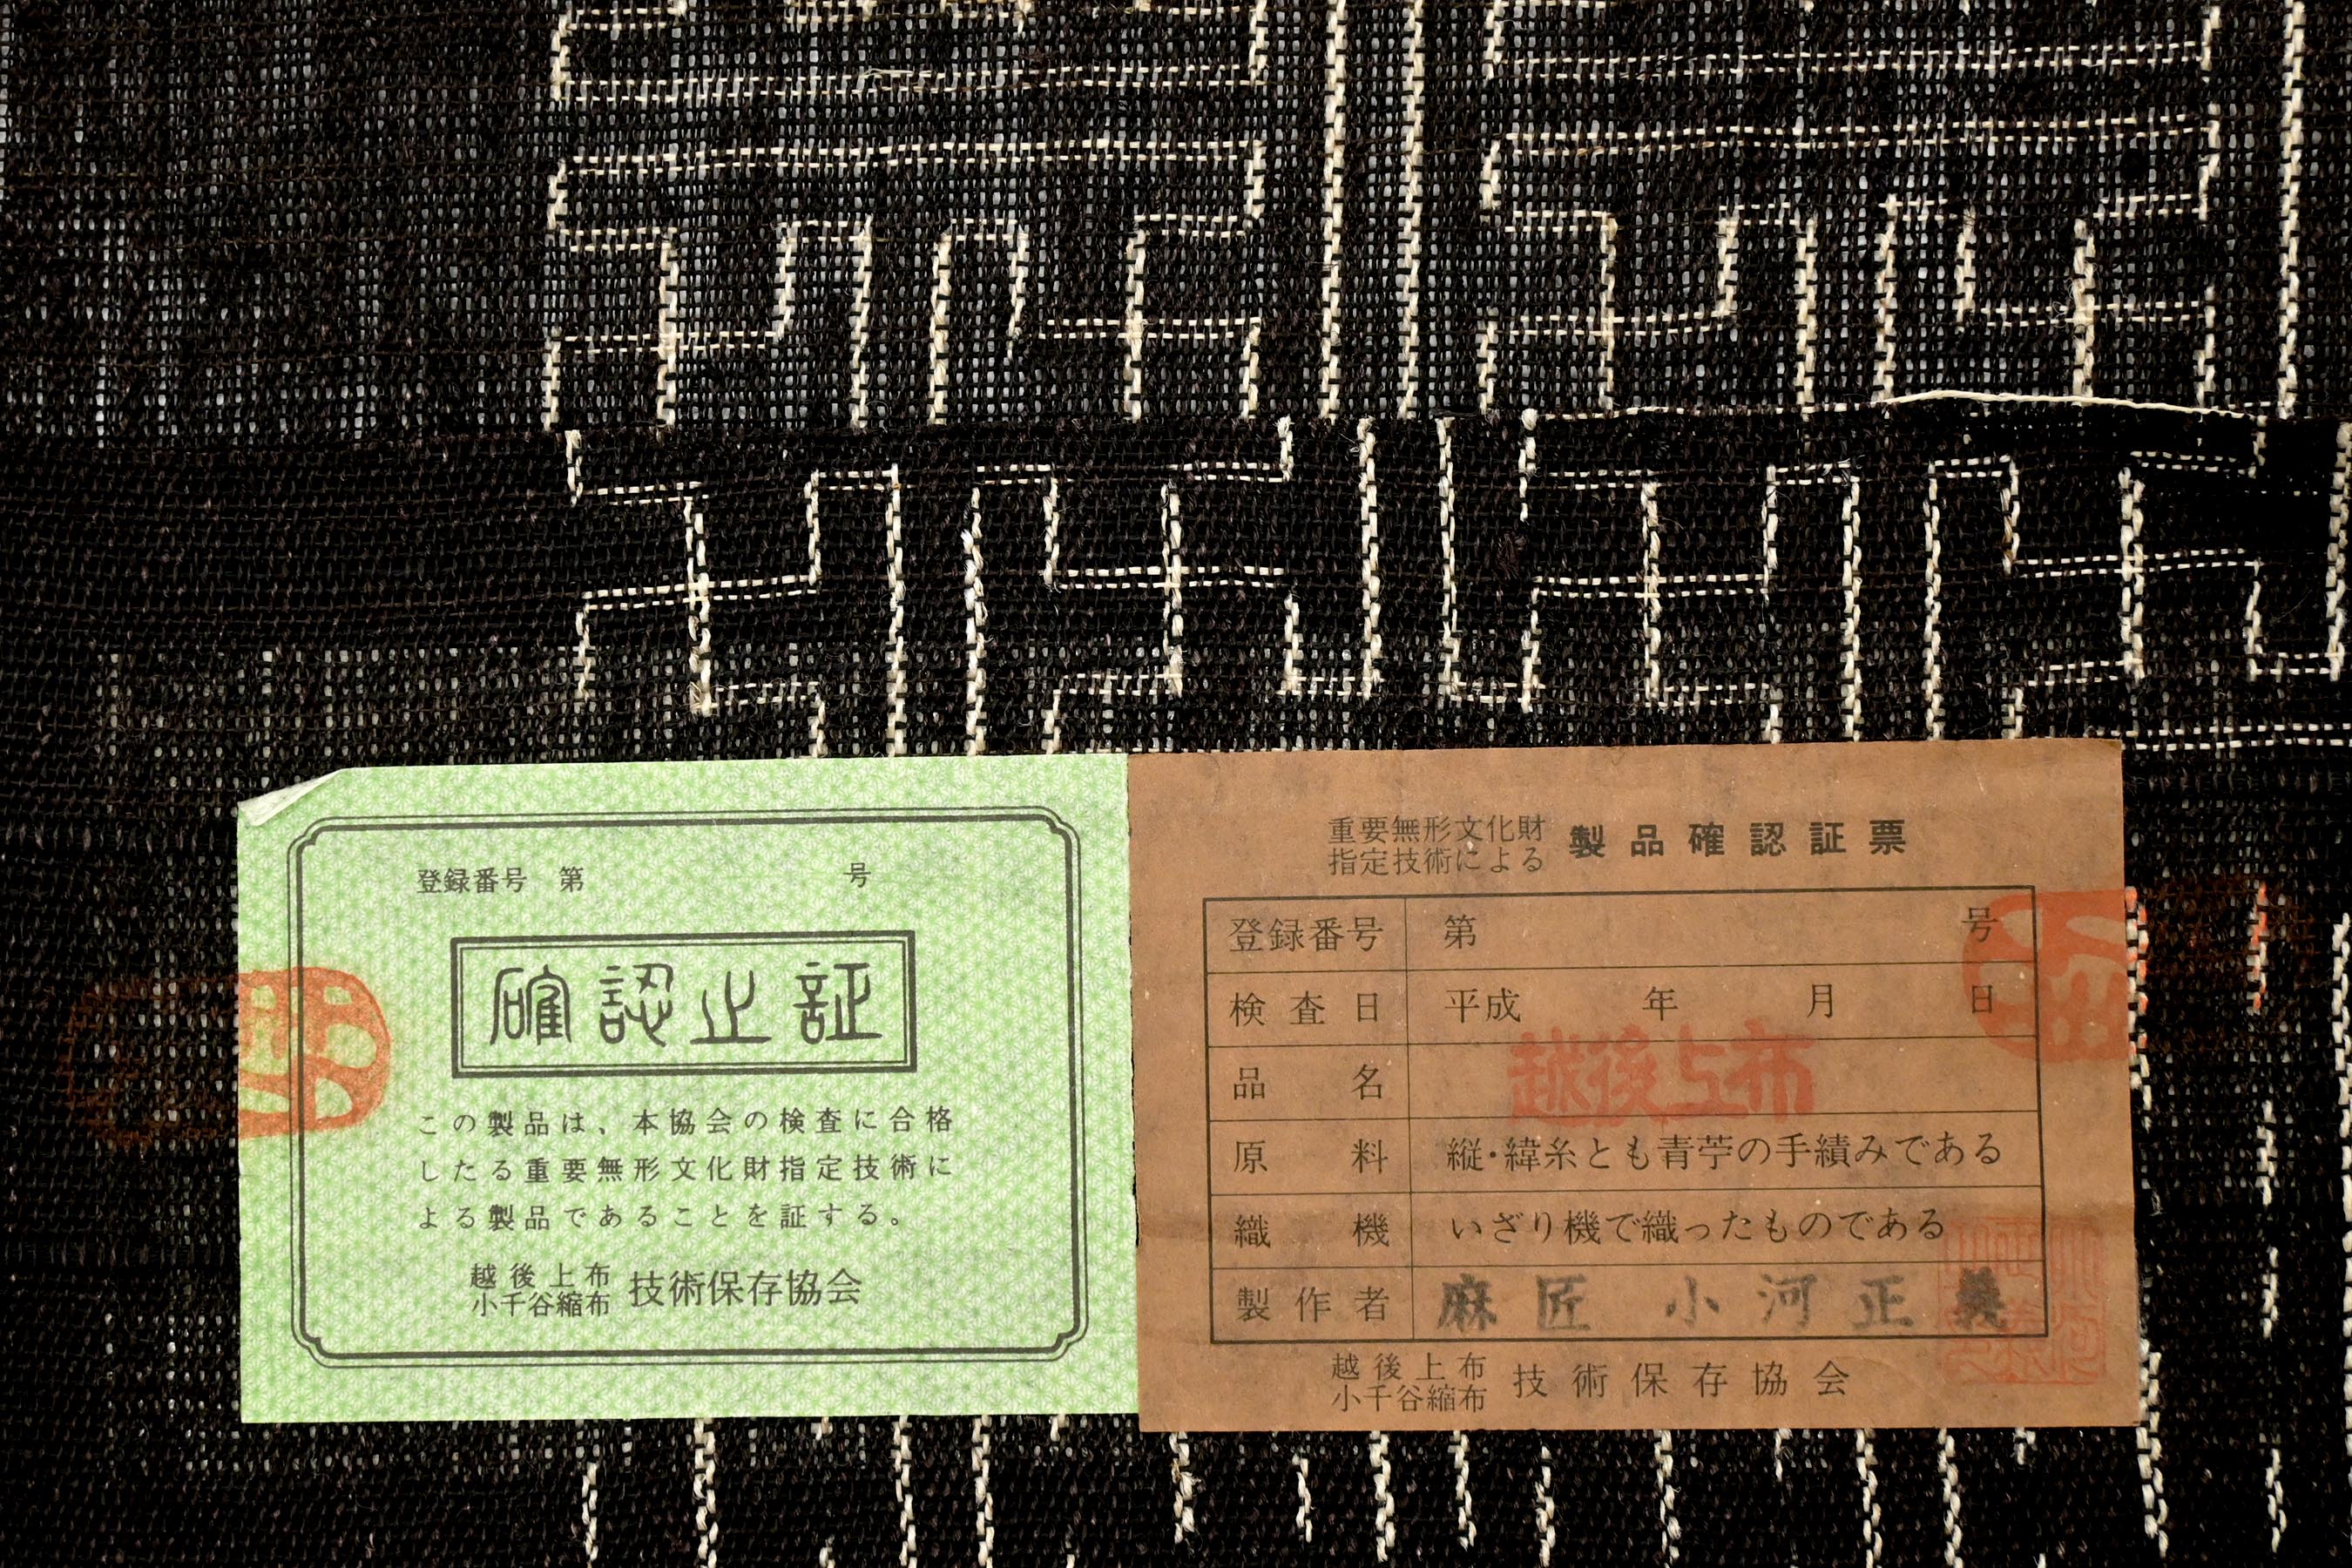 登録番号 第 号
確認止証
この製品は、本協会の検査に合格
したる重要無形文化財指定技術に
よる製品であることを証する。
越後上布
小千谷縮布
技術保存協会
重要無形文化財
指定技術による
製品確認証票
登録番号 第 号
検査日 平成 年 月 日
品名 越後上布
原料 縦・緯糸とも青苧の手績みである
織機 いざり機で織ったものである
製作者 麻匠 小河正義
越後上布
小千谷縮布
技術保存協会